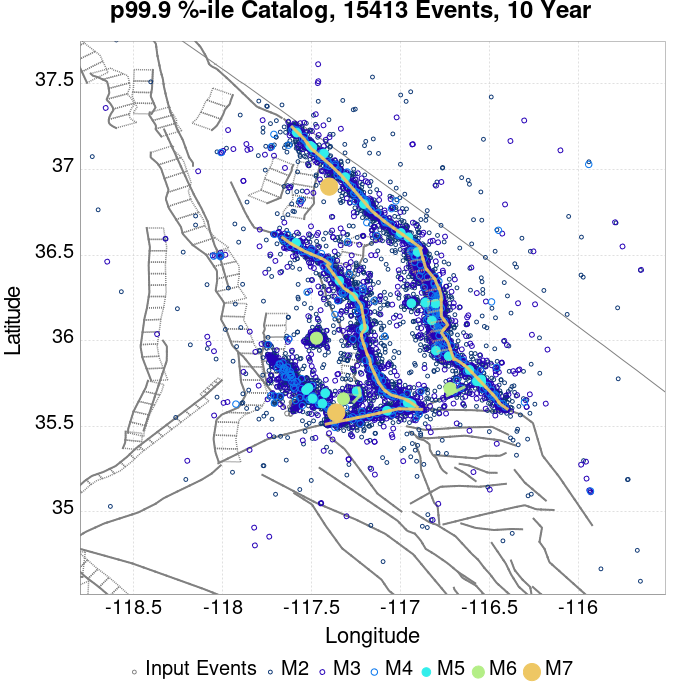 p99.9 %-ile Catalog, 15413 Events, 10 Year
37.5
37
36.5
36
35.5
35
Latitude
-118.5 -118 -117.5 -117 -116.5 -116
Longitude
Input Events M2 M3 M4 M5 M6 M7